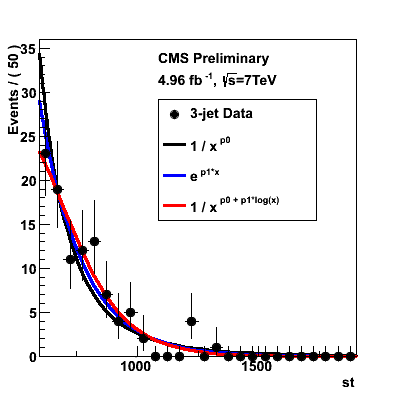 CMS Preliminary
4.96 fb⁻¹, √s=7TeV
3-jet Data
1 / x^p0
e^p1*x
1 / x^p0 + p1*log(x)
Events / ( 50 )
35
30
25
20
15
10
5
0
1000
1500
st